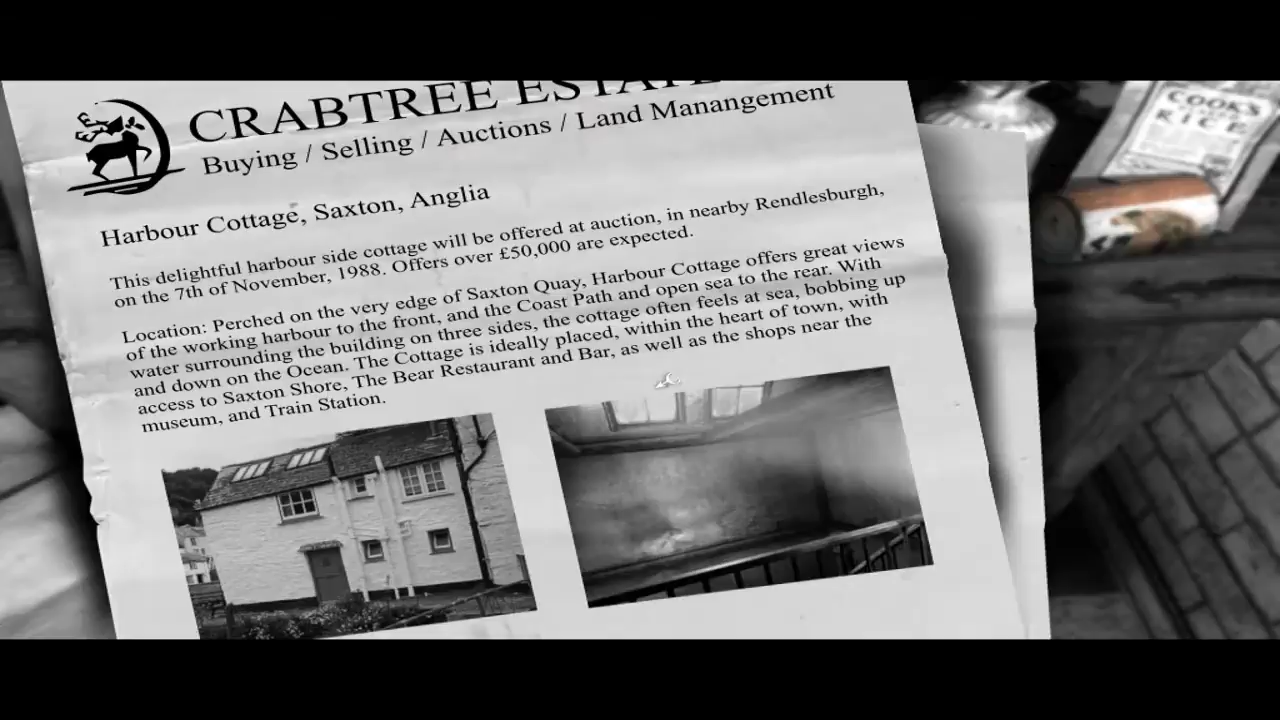 CRABTREE ESTATE
Buying / Selling / Auctions / Land Manangement
Harbour Cottage, Saxton, Anglia
This delightful harbour side cottage will be offered at auction, in nearby Rendlesburgh,
on the 7th of November, 1988. Offers over £50,000 are expected.
Location: Perched on the very edge of Saxton Quay, Harbour Cottage offers great views
of the working harbour to the front, and the Coast Path and open sea to the rear. With
water surrounding the building on three sides, the cottage often feels at sea, bobbing up
and down on the Ocean. The Cottage is ideally placed, within the heart of town, with
access to Saxton Shore, The Bear Restaurant and Bar, as well as the shops near the
museum, and Train Station.
COOK'S
RICE